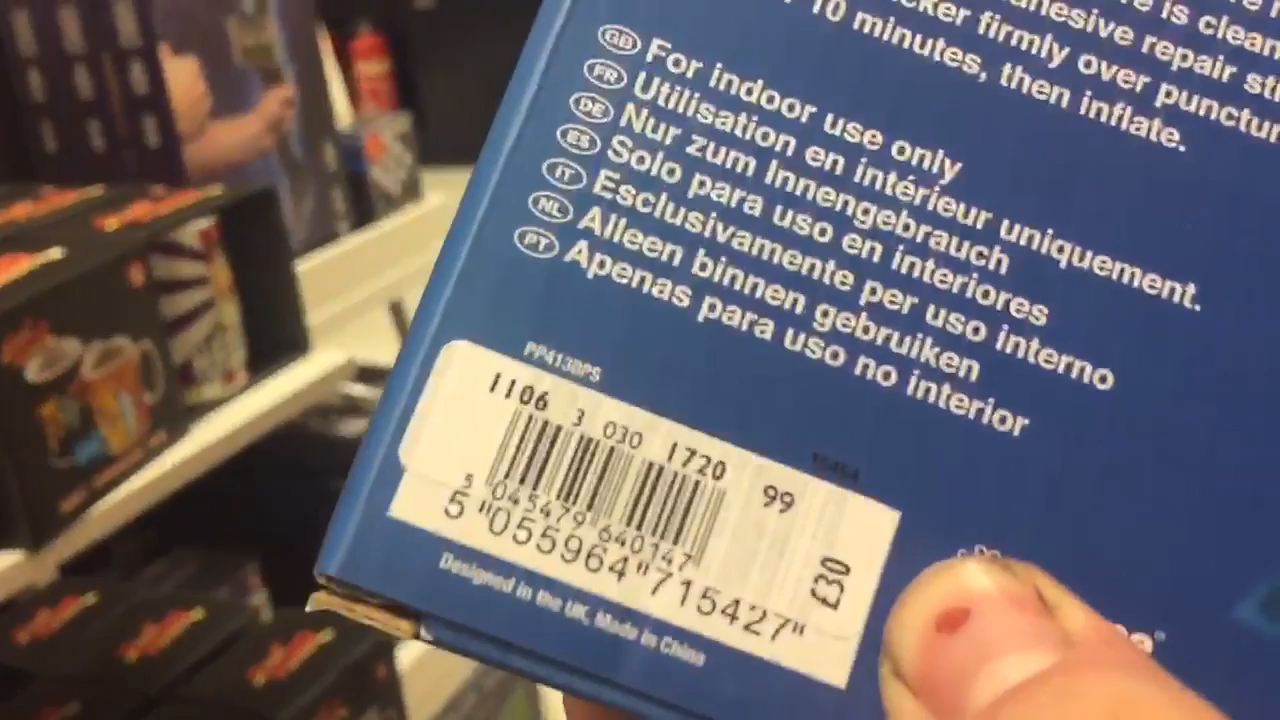 is clean
adhesive repair
cker firmly over
10 minutes, then inflate.
GB For indoor use only
FR Utilisation en intérieur uniquement.
DE Nur zum Innengebrauch
ES Solo para uso en interiores
IT Esclusivamente per uso interno
NL Alleen binnen gebruiken
PT Apenas para uso no interior
PP413BPS
1106 3 030 1720 99
5 045479 640147
£30
5 "055964 "715427"
Designed in the UK, Made in China